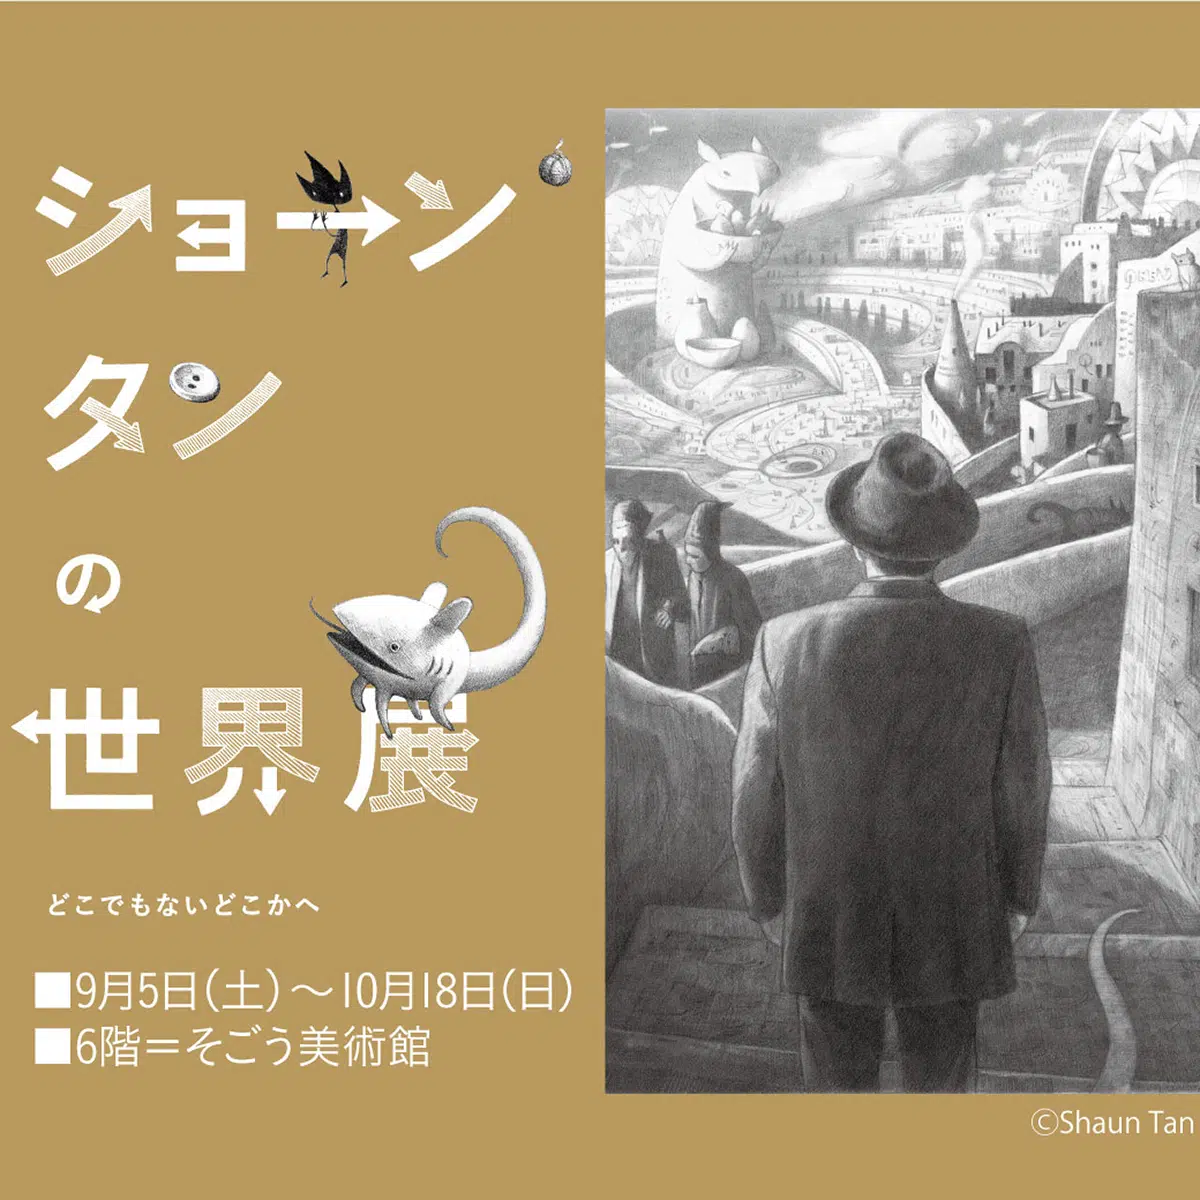 ショーン
タン
の
世界展
どこでもないどこかへ
■9月5日(土)～10月18日(日)
■6階＝そごう美術館
©Shaun Tan